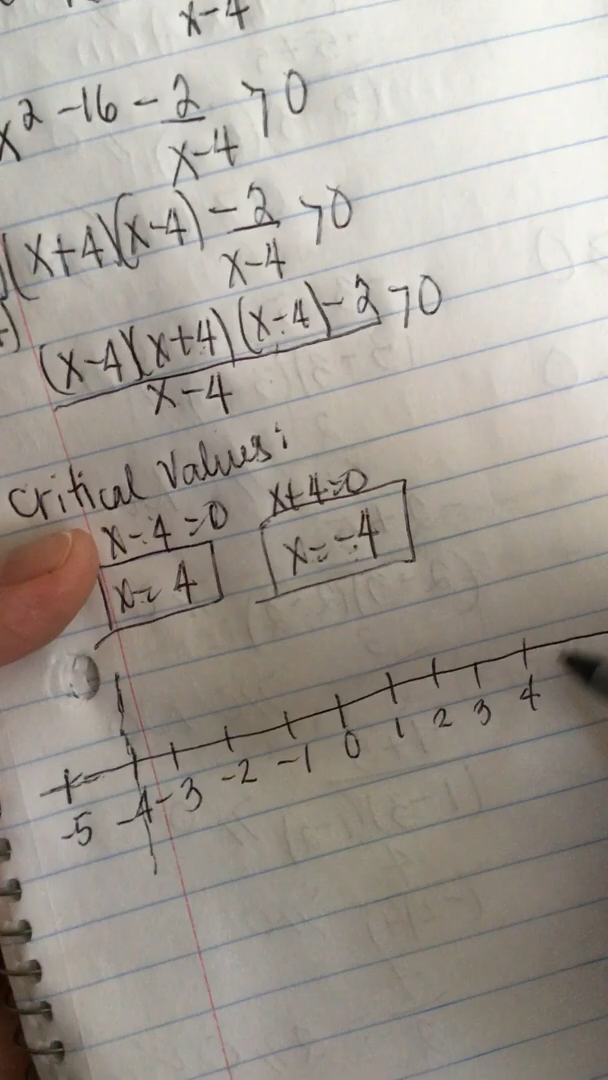 x-4
x² -16 - 2/x-4 >0
(x+4)(x-4) - 2/x-4 >0
(x-4)(x+4)(x-4) - 2/x-4 >0
Critical Values:
x-4=0 x+4=0
x=4 x=-4
-5 -4 -3 -2 -1 0 1 2 3 4